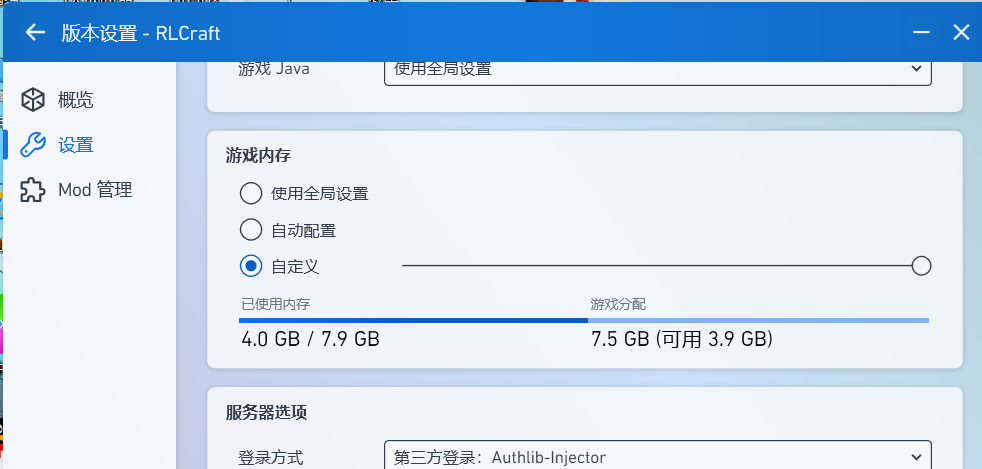 版本设置 - RLCraft
概览
设置
Mod 管理
游戏 Java 使用全局设置
游戏内存
使用全局设置
自动配置
自定义
已使用内存 游戏分配
4.0 GB / 7.9 GB 7.5 GB (可用 3.9 GB)
服务器选项
登录方式 第三方登录：Authlib-Injector